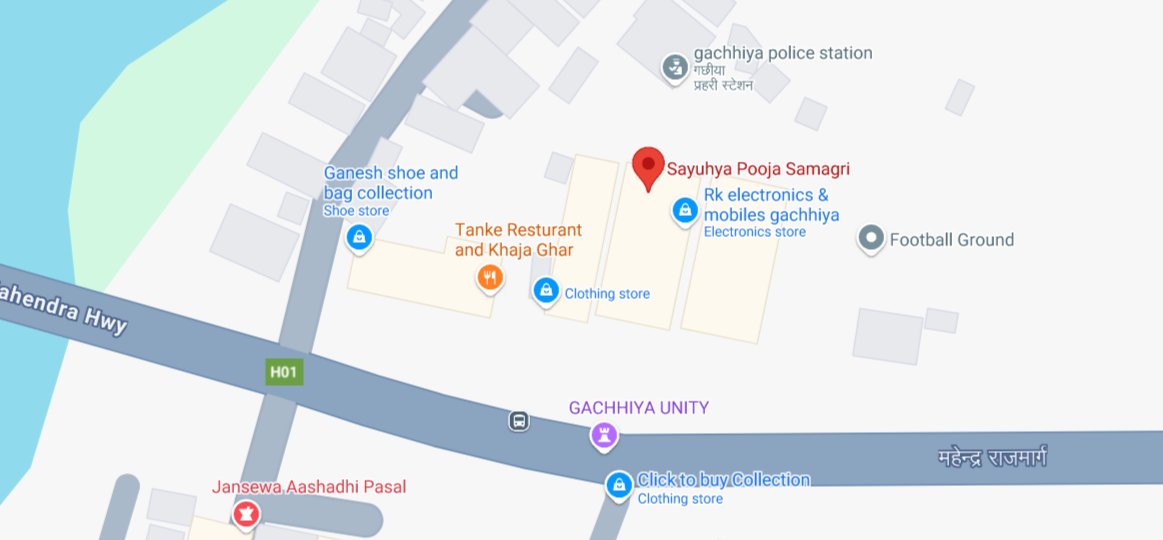 gachhiya police station
गछीया
प्रहरी स्टेशन
Sayuhya Pooja Samagri
Ganesh shoe and
bag collection
Shoe store
Rk electronics &
mobiles gachhiya
Electronics store
Tanke Resturant
and Khaja Ghar
Football Ground
Clothing store
ahendra Hwy
H01
GACHHIYA UNITY
महेन्द्र राजमार्ग
Click to buy Collection
Clothing store
Jansewa Aashadhi Pasal